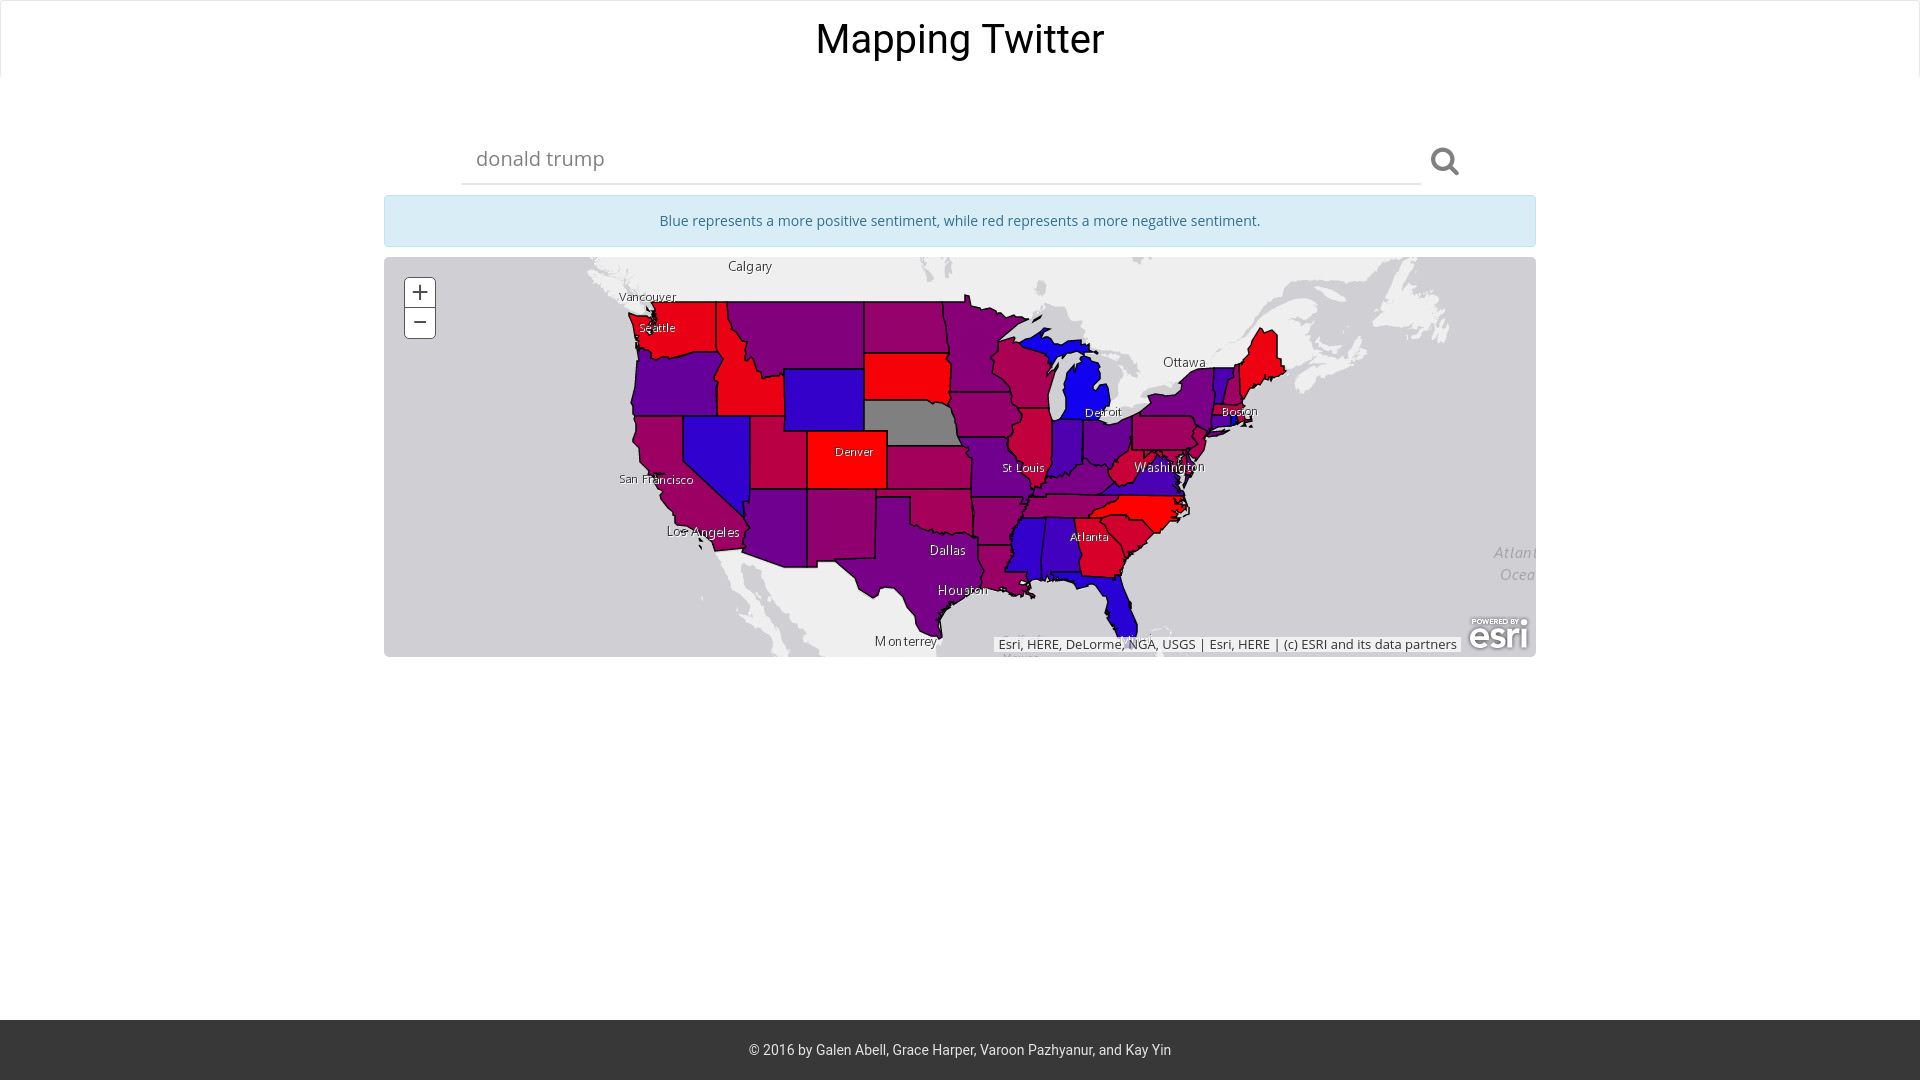 Mapping Twitter
donald trump
Blue represents a more positive sentiment, while red represents a more negative sentiment.
Calgary
Vancouver
Seattle
Ottawa
Detroit
Boston
Denver
St Louis
Washington
San Francisco
Los Angeles
Atlanta
Dallas
Houston
Atlant
Ocea
Monterrey
Esri, HERE, DeLorme, NGA, USGS | Esri, HERE | (c) ESRI and its data partners
POWERED BY
esri
© 2016 by Galen Abell, Grace Harper, Varoon Pazhyanur, and Kay Yin